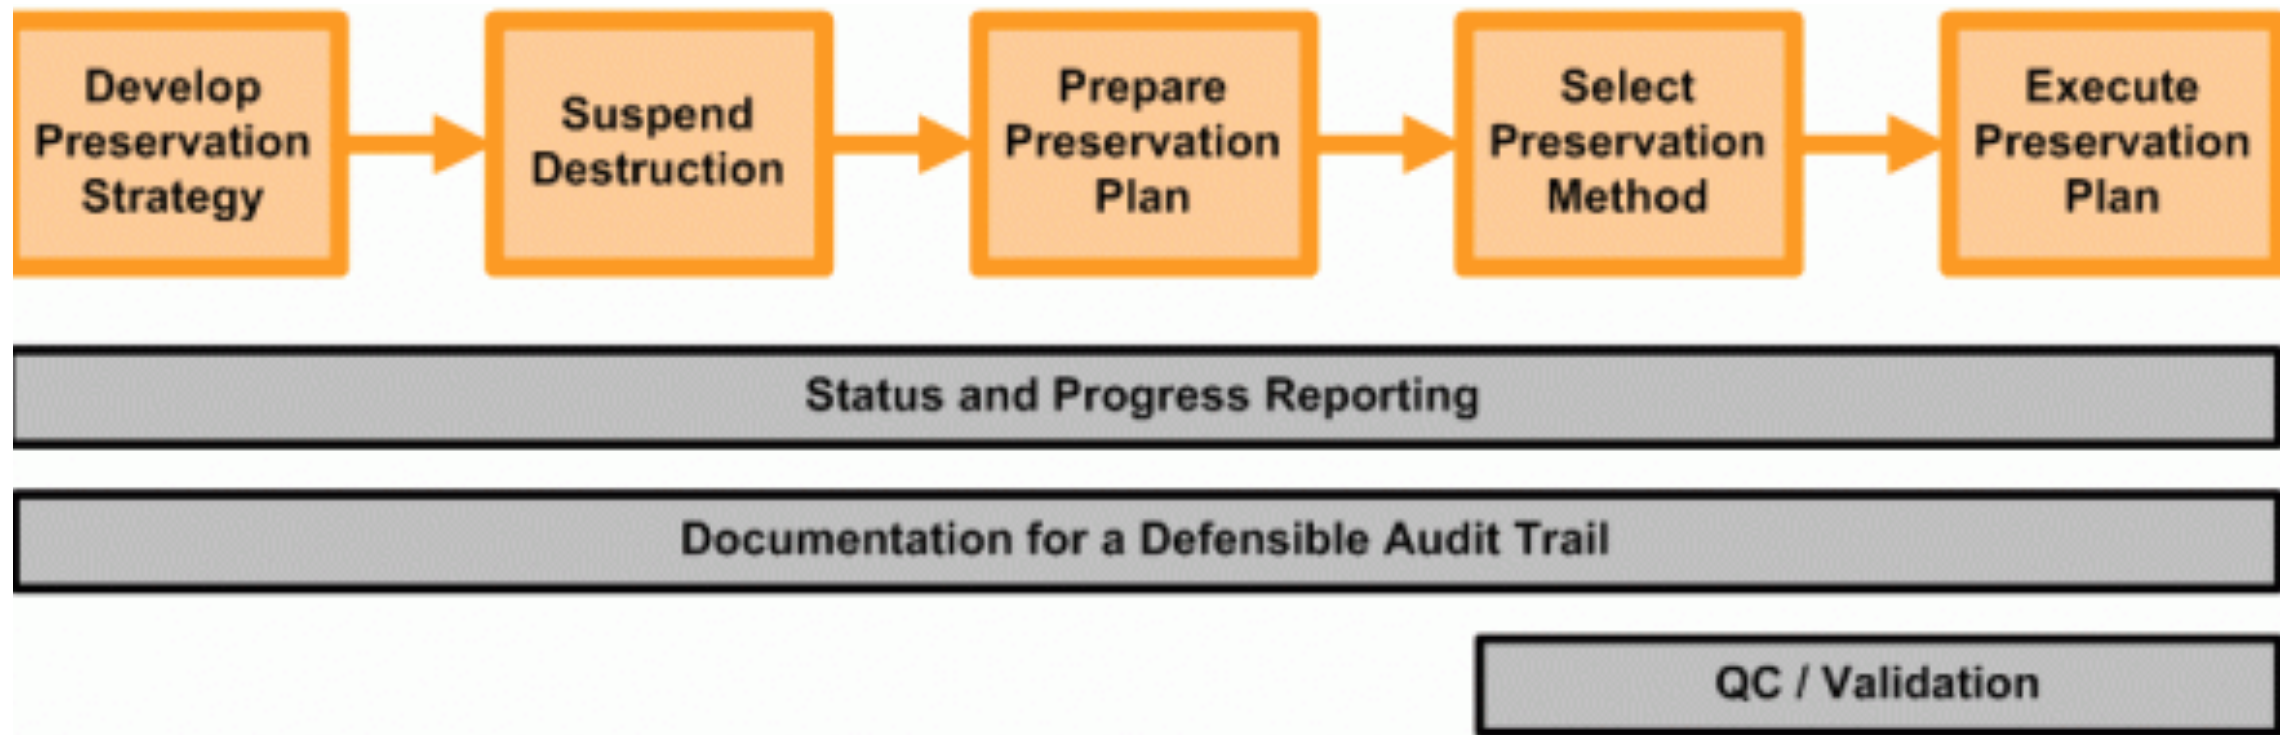 Develop
Preservation
Strategy
Suspend
Destruction
Prepare
Preservation
Plan
Select
Preservation
Method
Execute
Preservation
Plan
Status and Progress Reporting
Documentation for a Defensible Audit Trail
QC / Validation